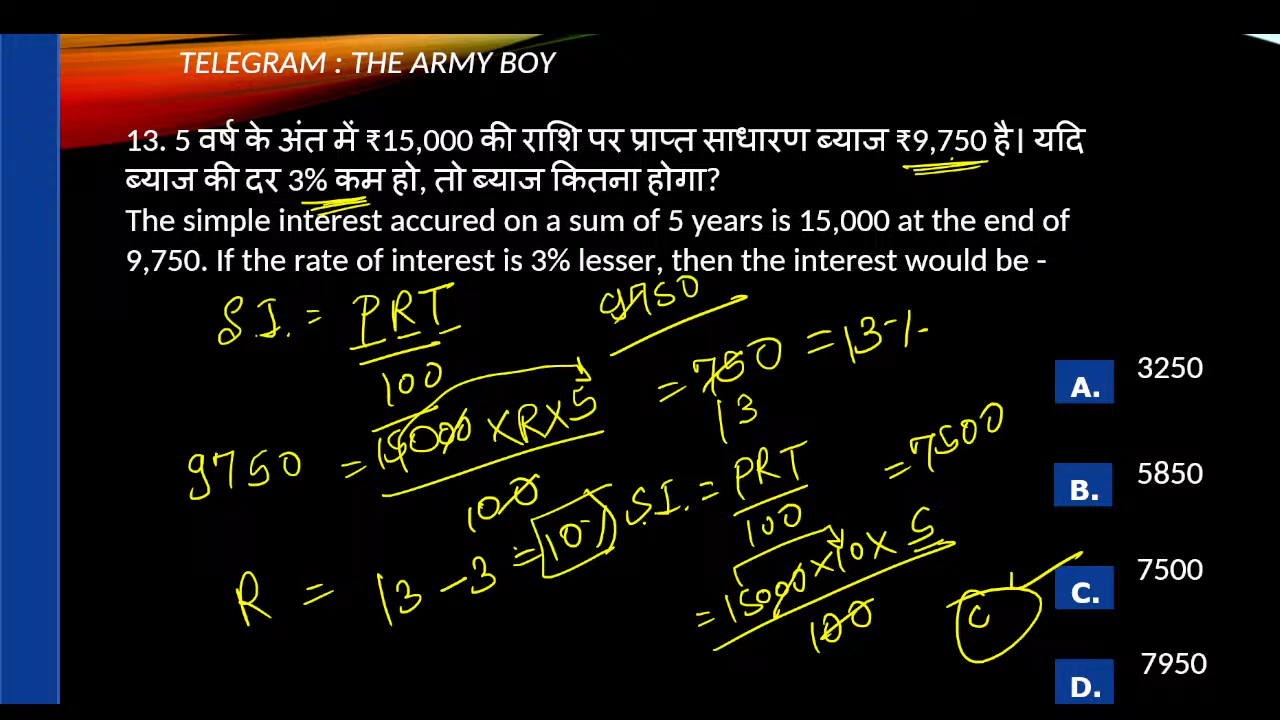 TELEGRAM : THE ARMY BOY
13. 5 वर्ष के अंत में ₹15,000 की राशि पर प्राप्त साधारण ब्याज ₹9,750 है। यदि
ब्याज की दर 3% कम हो, तो ब्याज कितना होगा?
The simple interest accured on a sum of 5 years is 15,000 at the end of
9,750. If the rate of interest is 3% lesser, then the interest would be -
S.I. = PRT
100
9750
9750 = 15000 X R X 5
100
= 750 = 13%
13
R = 13 - 3 = 10%
S.I. = PRT
100
= 15000 X 10 X 5
100
= 7500
C
A. 3250
B. 5850
C. 7500
D. 7950